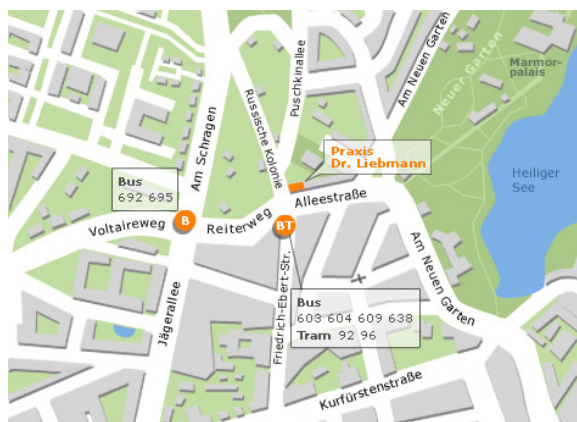 Am Neuen Garten
Puschkinallee
Neuer Garten
Marmor-
palais
Russische Kolonie
Am Schragen
Praxis
Dr. Liebmann
Heiliger
See
Bus
692 695
Alleestraße
B
Voltaireweg
Reiterweg
BT
Am Neuen Garten
Friedrich-Ebert-Str.
Jägerallee
Bus
603 604 609 638
Tram 92 96
Kurfürstenstraße